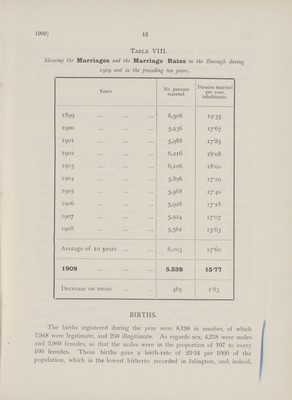 1909] 13
TABLE VIII.
Showing the Marriages and the Marriage Rates in the Borough during
1909 and in the preceding ten years.
Years No. persons married. Persons married per 1000 inhabitants
1899 ... ... ... 6,508 19·35
1900 ... ... ... 5,936 17·67
1901 ... ... ... 5,988 17·85
1902 ... ... ... 6,216 18·08
1903 ... ... ... 6,106 18·00
1904 ... ... ... 5,896 17·29
1905 ... ... ... 5,968 17·40
1906 ... ... ... 5,928 17·18
1907 ... ... ... 5,924 17·07
1908 ... ... ... 5,562 15·63
Average of 10 years ... ... 6,003 17·60
1909 ... ... ... 5,538 15·77
Decrease on mean ... ... 465 1·83
BIRTHS.
The births registered during the year were 8,198 in number, of which
7,948 were legitimate, and 250 illegitimate. As regards sex, 4,238 were males
and 3,960 females, so that the males were in the proportion of 107 to every
100 females. These births gave a birth-rate of 23·34 per 1000 of the
population, which is the lowest hitherto recorded in Islington, and, indeed,